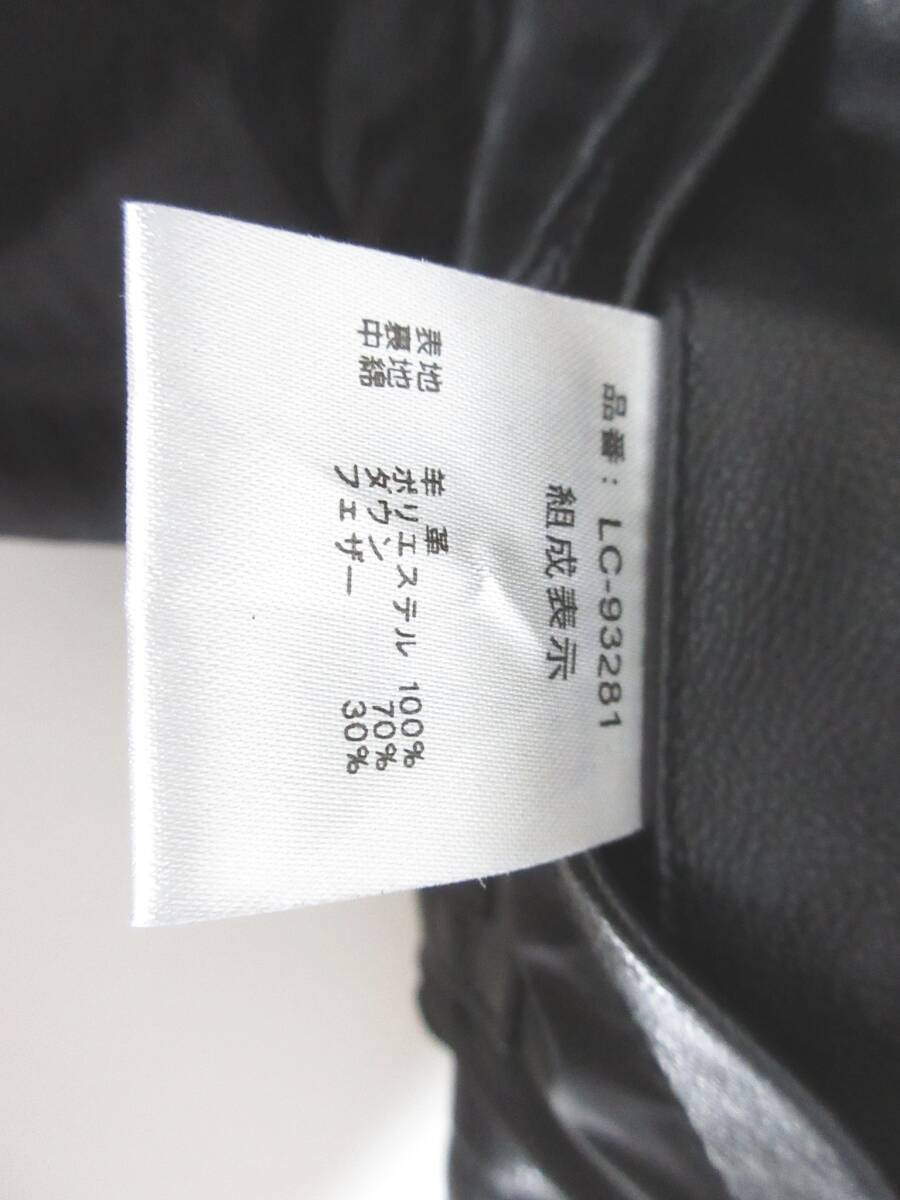 品番: LC-93281
組成表示
表地 羊革
裏地 ポリエステル 100%
中綿 ダウン 70%
フェザー 30%